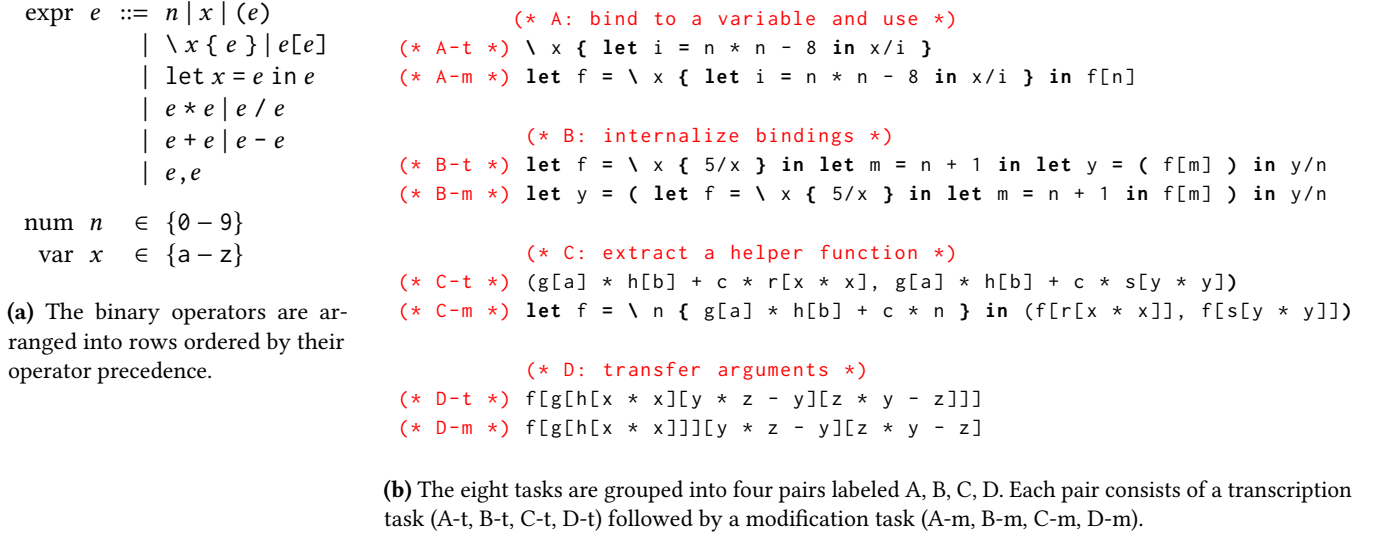 expr e ::= n | x | (e)
| \ x { e } | e[e]
| let x = e in e
| e * e | e / e
| e + e | e - e
| e,e
num n ∈ {0 − 9}
var x ∈ {a − z}
(a) The binary operators are ar-
ranged into rows ordered by their
operator precedence.
(* A: bind to a variable and use *)
(* A-t *) \ x { let i = n * n - 8 in x/i }
(* A-m *) let f = \ x { let i = n * n - 8 in x/i } in f[n]
(* B: internalize bindings *)
(* B-t *) let f = \ x { 5/x } in let m = n + 1 in let y = ( f[m] ) in y/n
(* B-m *) let y = ( let f = \ x { 5/x } in let m = n + 1 in f[m] ) in y/n
(* C: extract a helper function *)
(* C-t *) (g[a] * h[b] + c * r[x * x], g[a] * h[b] + c * s[y * y])
(* C-m *) let f = \ n { g[a] * h[b] + c * n } in (f[r[x * x]], f[s[y * y]])
(* D: transfer arguments *)
(* D-t *) f[g[h[x * x][y * z - y][z * y - z]]]
(* D-m *) f[g[h[x * x]]][y * z - y][z * y - z]
(b) The eight tasks are grouped into four pairs labeled A, B, C, D. Each pair consists of a transcription
task (A-t, B-t, C-t, D-t) followed by a modification task (A-m, B-m, C-m, D-m).